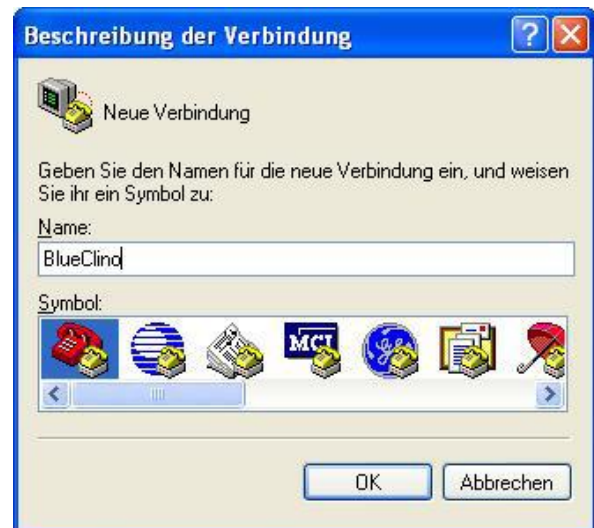 Beschreibung der Verbindung
Neue Verbindung
Geben Sie den Namen für die neue Verbindung ein, und weisen
Sie ihr ein Symbol zu:
Name:
BlueClino
Symbol:
MCI
OK
Abbrechen